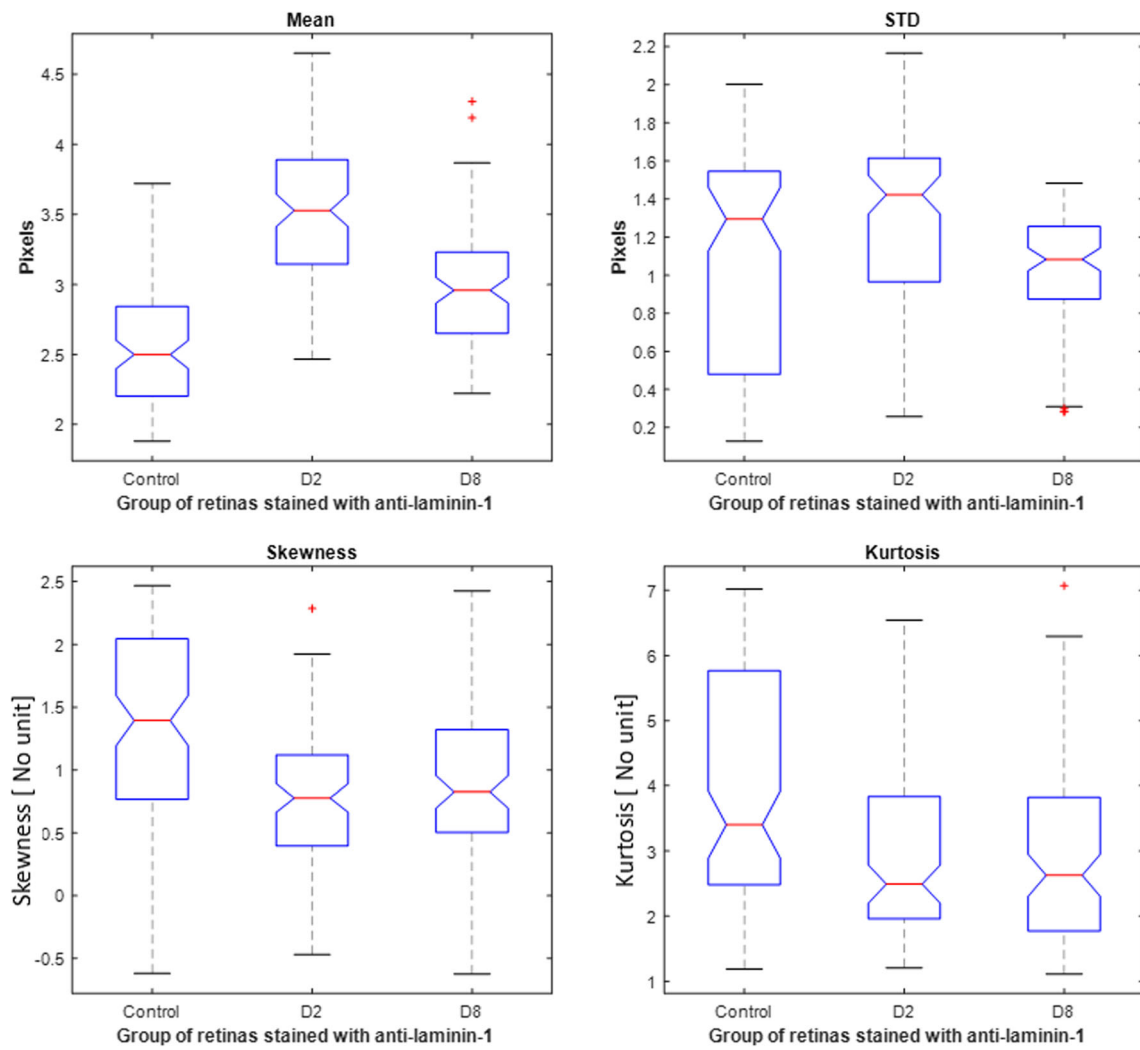 Mean
4.5
4
3.5
3
2.5
2
Pixels
Control D2 D8
Group of retinas stained with anti-laminin-1
STD
2.2
2
1.8
1.6
1.4
1.2
1
0.8
0.6
0.4
0.2
Pixels
Control D2 D8
Group of retinas stained with anti-laminin-1
Skewness
2.5
2
1.5
1
0.5
0
-0.5
Skewness [ No unit]
Control D2 D8
Group of retinas stained with anti-laminin-1
Kurtosis
7
6
5
4
3
2
1
Kurtosis [ No unit]
Control D2 D8
Group of retinas stained with anti-laminin-1